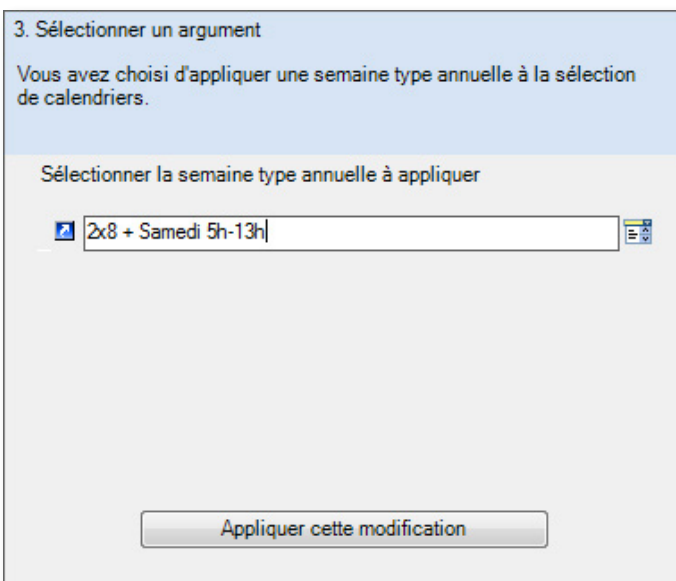 3. Sélectionner un argument
Vous avez choisi d'appliquer une semaine type annuelle à la sélection
de calendriers.
Sélectionner la semaine type annuelle à appliquer
2x8 + Samedi 5h-13h
Appliquer cette modification